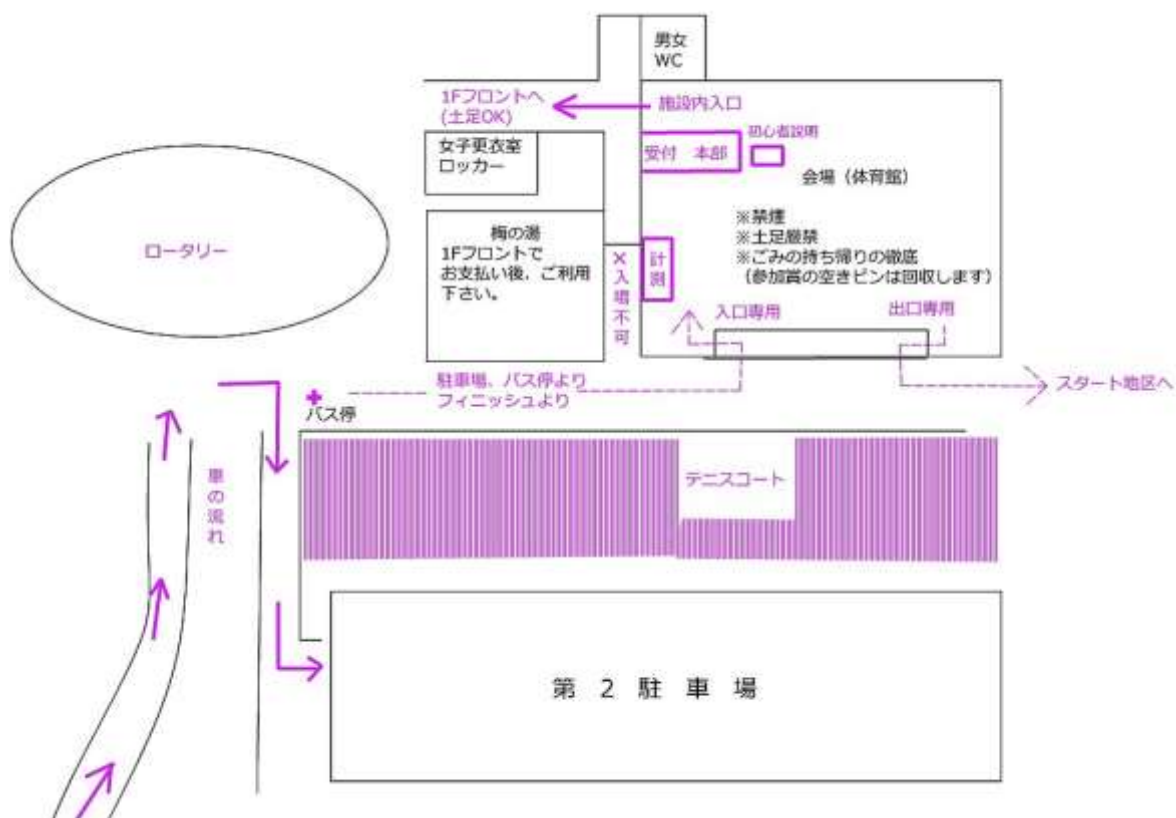 男女
WC
1Fフロントへ
(土足OK)
施設内入口
女子更衣室
ロッカー
受付 本部
初心者説明
会場（体育館）
ロータリー
梅の湯
1Fフロントで
お支払い後、ご利用
下さい。
×入場不可
計測
※禁煙
※土足厳禁
※ごみの持ち帰りの徹底
（参加賞の空きビンは回収します）
入口専用
出口専用
駐車場、バス停より
フィニッシュより
スタート地区へ
バス停
車の流れ
テニスコート
第 2 駐 車 場